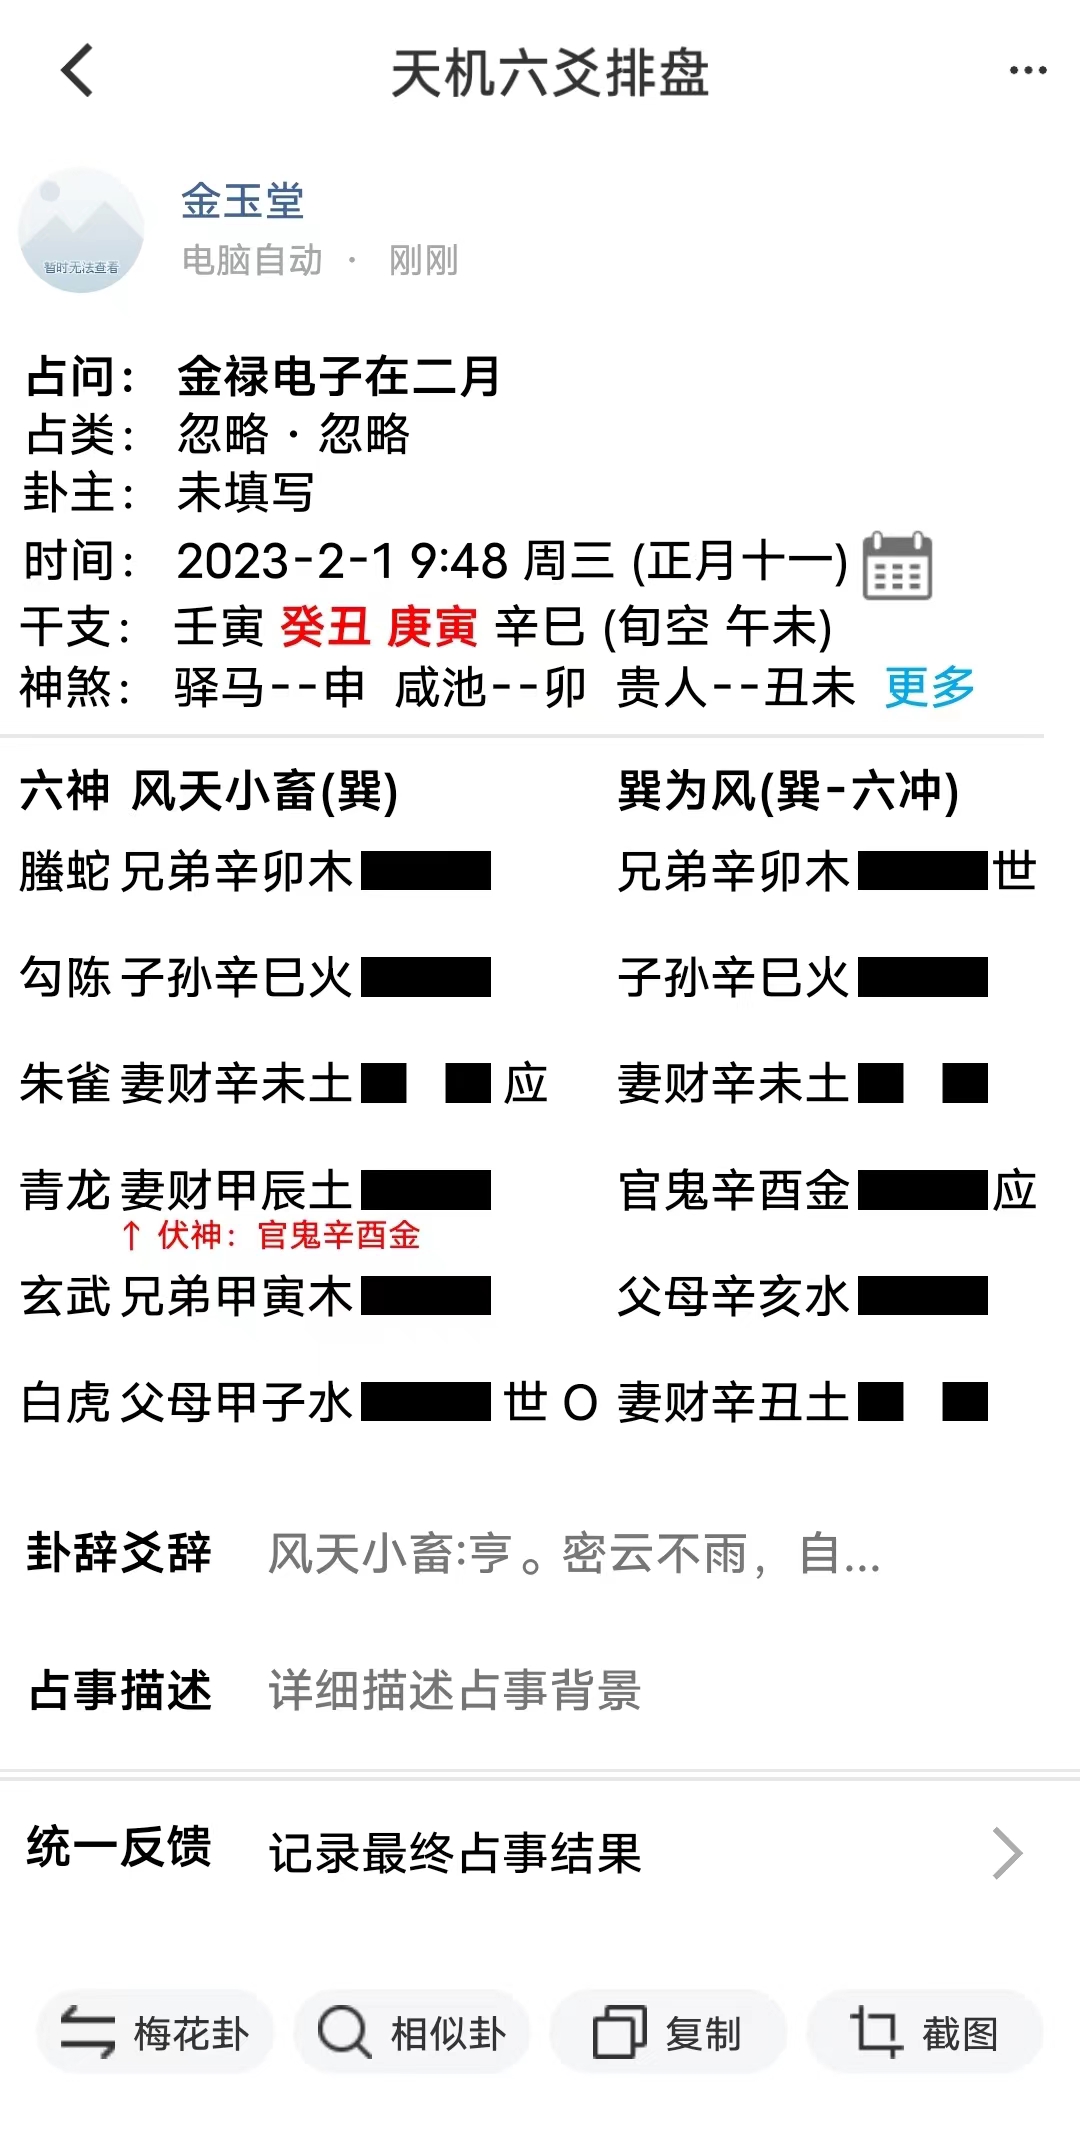 天机六爻排盘
暂时无法查看
金玉堂
电脑自动 · 刚刚
占问： 金禄电子在二月
占类： 忽略 · 忽略
卦主： 未填写
时间： 2023-2-1 9:48 周三 (正月十一)
干支： 壬寅 癸丑 庚寅 辛巳 (旬空 午未)
神煞： 驿马--申 咸池--卯 贵人--丑未 更多
六神 风天小畜(巽) 巽为风(巽-六冲)
螣蛇 兄弟辛卯木 兄弟辛卯木 世
勾陈 子孙辛巳火 子孙辛巳火
朱雀 妻财辛未土 应 妻财辛未土
青龙 妻财甲辰土 官鬼辛酉金 应
↑ 伏神：官鬼辛酉金
玄武 兄弟甲寅木 父母辛亥水
白虎 父母甲子水 世 O 妻财辛丑土
卦辞爻辞 风天小畜:亨。密云不雨，自...
占事描述 详细描述占事背景
统一反馈 记录最终占事结果
梅花卦 相似卦 复制 截图